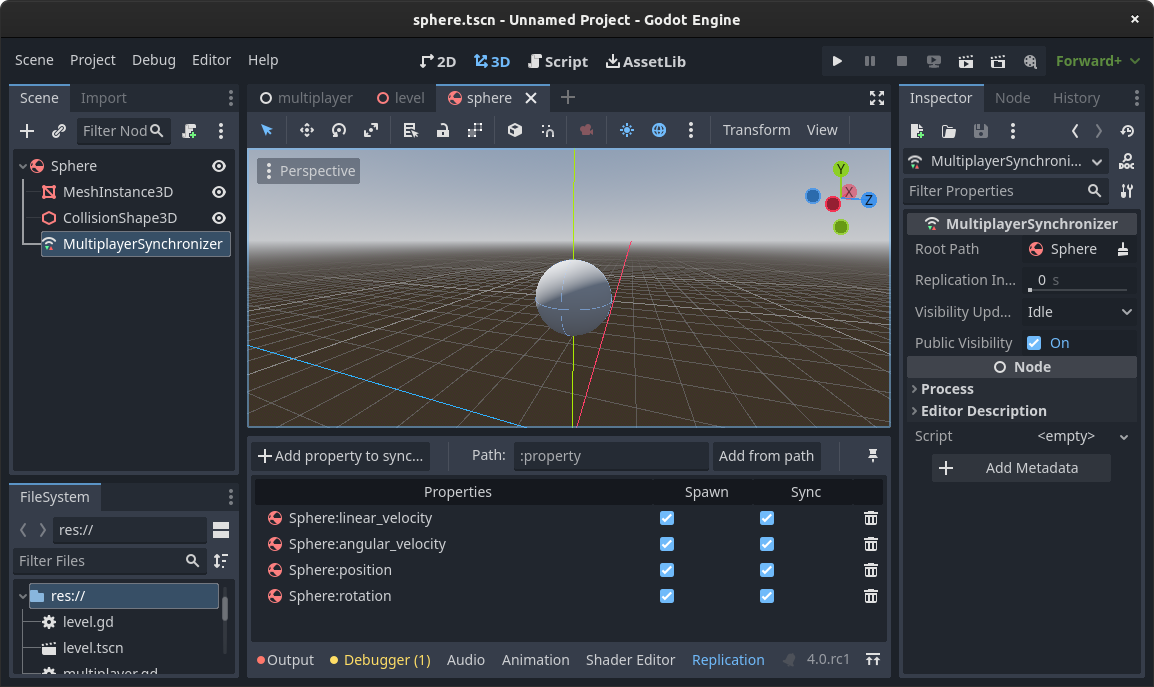 sphere.tscn - Unnamed Project - Godot Engine
Scene Project Debug Editor Help
2D 3D Script AssetLib
Forward+
Scene Import
Filter Nod
Sphere
MeshInstance3D
CollisionShape3D
MultiplayerSynchronizer
FileSystem
res://
Filter Files
res://
level.gd
level.tscn
multiplayer.gd
multiplayer level sphere
Transform View
Perspective
Y
X
Z
Add property to sync...
Path: :property Add from path
Properties Spawn Sync
Sphere:linear_velocity
Sphere:angular_velocity
Sphere:position
Sphere:rotation
Output Debugger (1) Audio Animation Shader Editor Replication 4.0.rc1
Inspector Node History
MultiplayerSynchroni...
Filter Properties
MultiplayerSynchronizer
Root Path Sphere
Replication In... 0 s
Visibility Upd... Idle
Public Visibility On
Node
Process
Editor Description
Script <empty>
Add Metadata